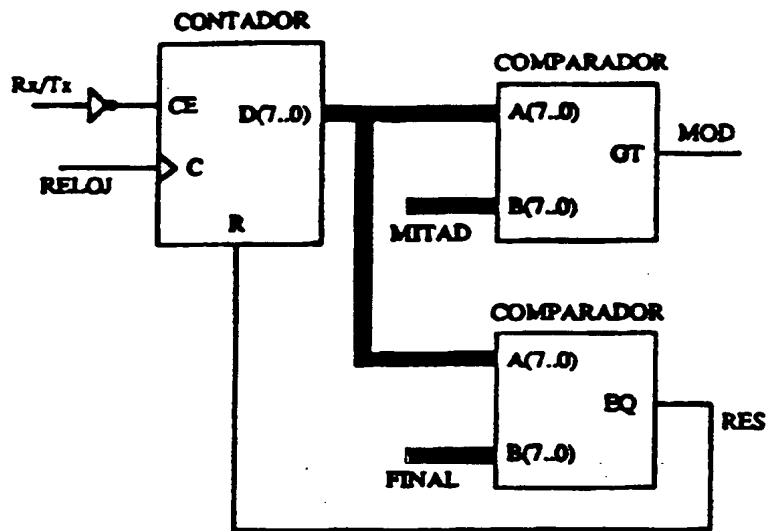 CONTADOR
Rx/Tx
CE
D(7..0)
RELOJ
C
R
COMPARADOR
A(7..0)
GT
MOD
B(7..0)
MITAD
COMPARADOR
A(7..0)
EQ
RES
B(7..0)
FINAL